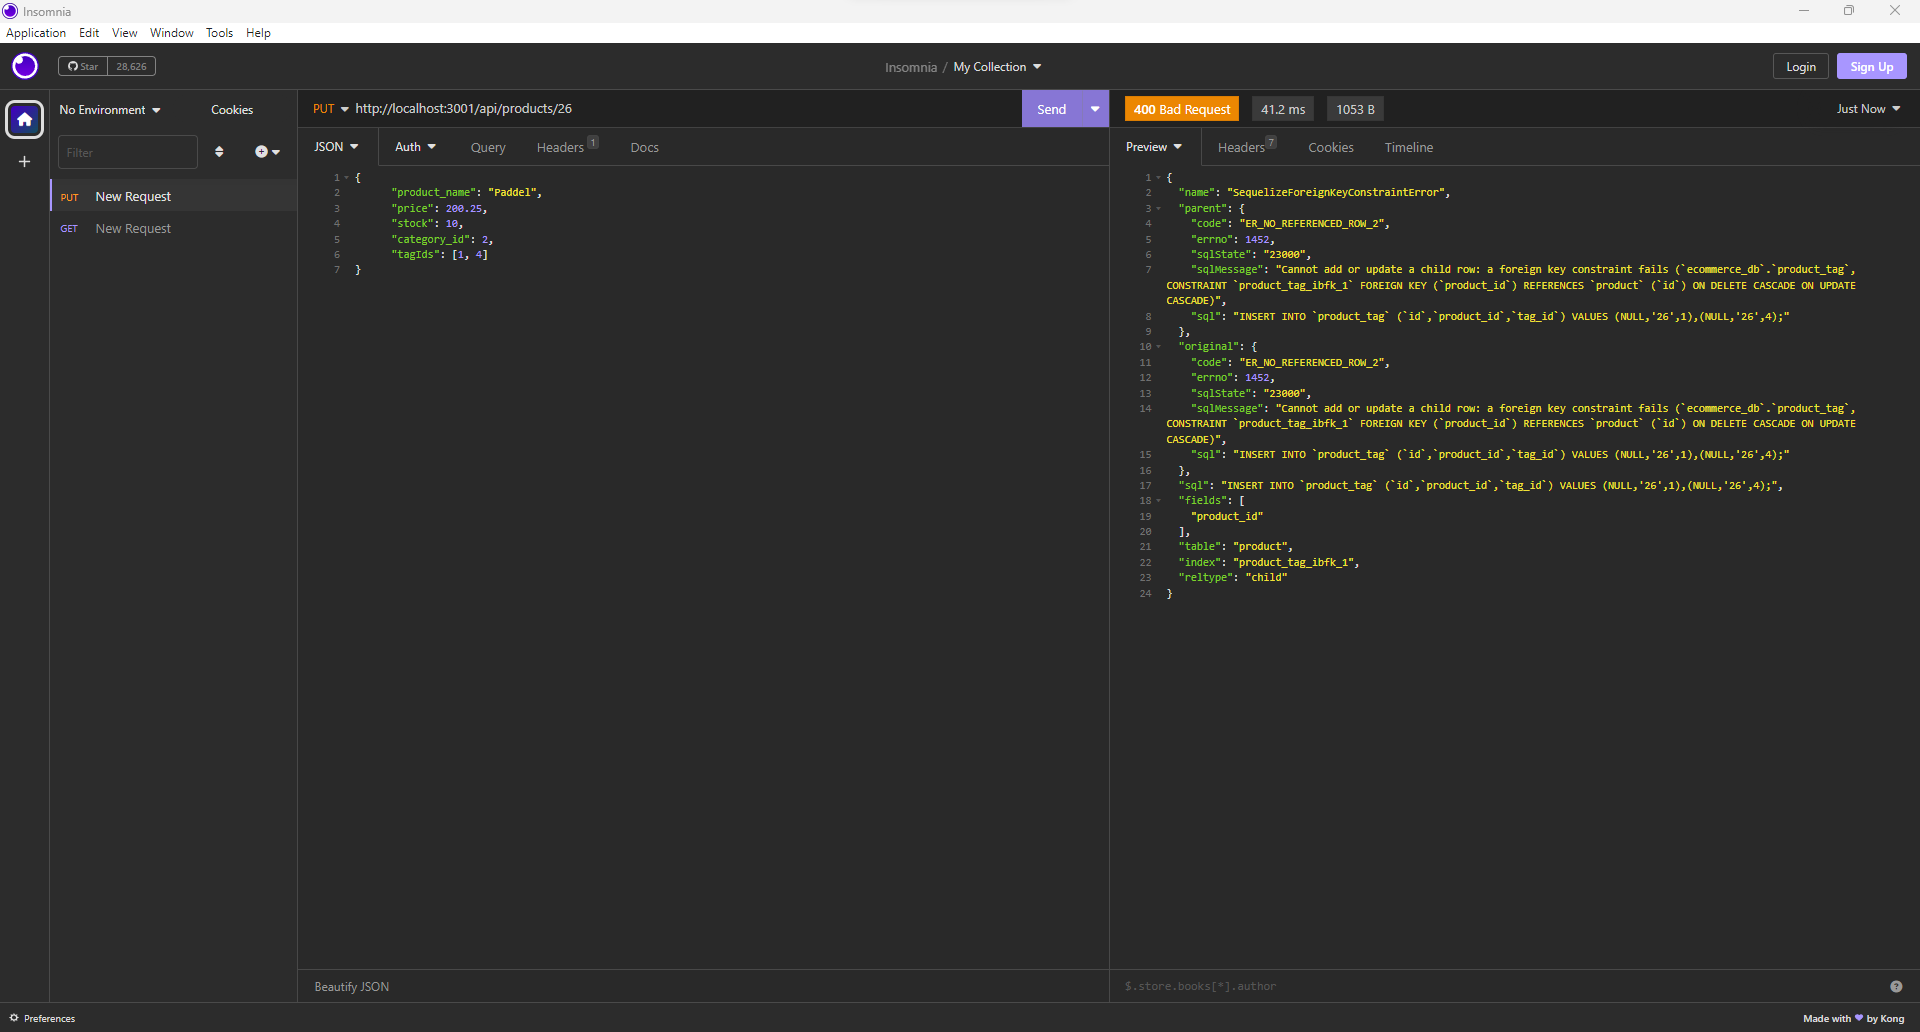 Insomnia
Application Edit View Window Tools Help
Star 28,626
Insomnia / My Collection
Login Sign Up
No Environment Cookies
Filter
PUT New Request
GET New Request
PUT http://localhost:3001/api/products/26 Send
JSON Auth Query Headers 1 Docs
1 {
2 "product_name": "Paddel",
3 "price": 200.25,
4 "stock": 10,
5 "category_id": 2,
6 "tagIds": [1, 4]
7 }
Beautify JSON
400 Bad Request 41.2 ms 1053 B Just Now
Preview Headers 7 Cookies Timeline
1 {
2 "name": "SequelizeForeignKeyConstraintError",
3 "parent": {
4 "code": "ER_NO_REFERENCED_ROW_2",
5 "errno": 1452,
6 "sqlState": "23000",
7 "sqlMessage": "Cannot add or update a child row: a foreign key constraint fails (`ecommerce_db`.`product_tag`,
CONSTRAINT `product_tag_ibfk_1` FOREIGN KEY (`product_id`) REFERENCES `product` (`id`) ON DELETE CASCADE ON UPDATE
CASCADE)",
8 "sql": "INSERT INTO `product_tag` (`id`,`product_id`,`tag_id`) VALUES (NULL,'26',1),(NULL,'26',4);"
9 },
10 "original": {
11 "code": "ER_NO_REFERENCED_ROW_2",
12 "errno": 1452,
13 "sqlState": "23000",
14 "sqlMessage": "Cannot add or update a child row: a foreign key constraint fails (`ecommerce_db`.`product_tag`,
CONSTRAINT `product_tag_ibfk_1` FOREIGN KEY (`product_id`) REFERENCES `product` (`id`) ON DELETE CASCADE ON UPDATE
CASCADE)",
15 "sql": "INSERT INTO `product_tag` (`id`,`product_id`,`tag_id`) VALUES (NULL,'26',1),(NULL,'26',4);"
16 },
17 "sql": "INSERT INTO `product_tag` (`id`,`product_id`,`tag_id`) VALUES (NULL,'26',1),(NULL,'26',4);",
18 "fields": [
19 "product_id"
20 ],
21 "table": "product",
22 "index": "product_tag_ibfk_1",
23 "reltype": "child"
24 }
$.store.books[*].author
Preferences
Made with ♥ by Kong